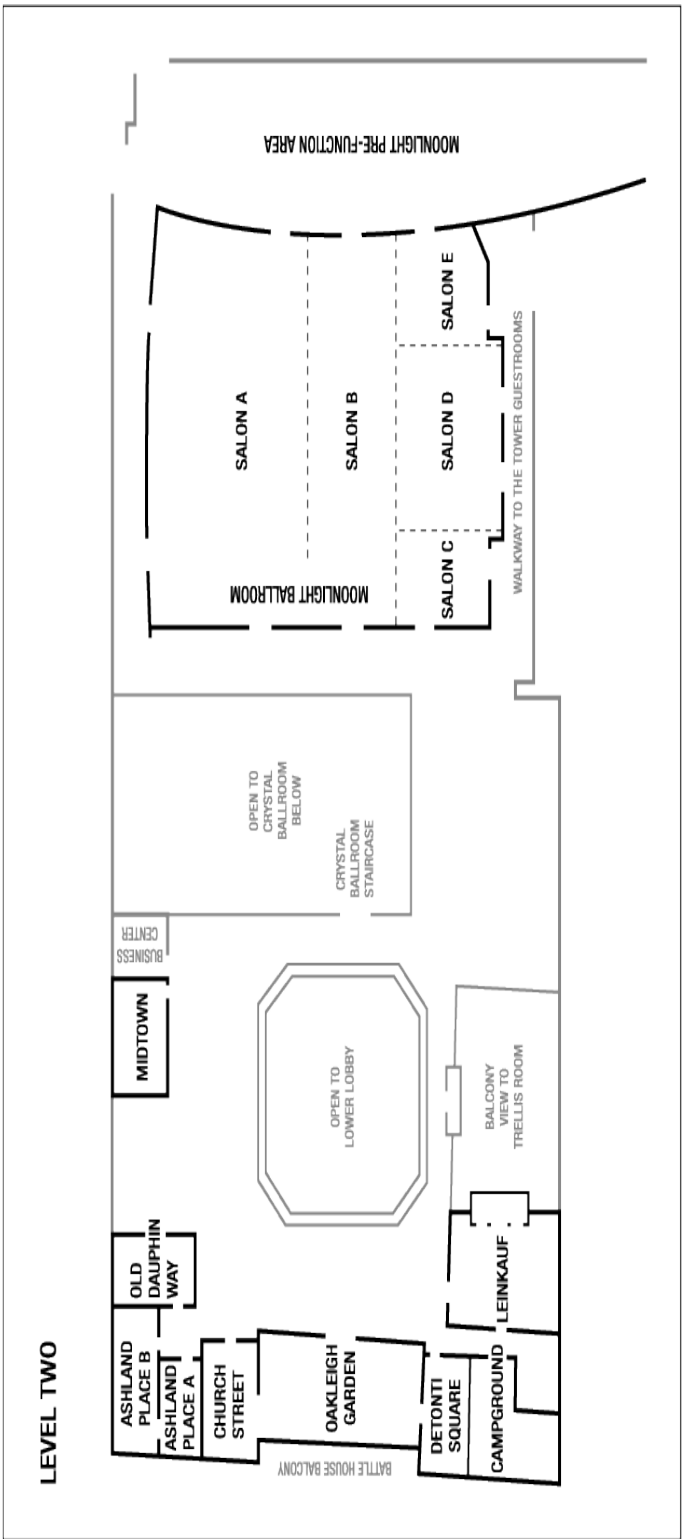 LEVEL TWO
ASHLAND
PLACE B
ASHLAND
PLACE A
CHURCH
STREET
OAKLEIGH
GARDEN
DETONTI
SQUARE
CAMPGROUND
BATTLE HOUSE BALCONY
OLD
DAUPHIN
WAY
LEINKAUF
MIDTOWN
BUSINESS
CENTER
OPEN TO
LOWER LOBBY
BALCONY
VIEW TO
TRELLIS ROOM
OPEN TO
CRYSTAL
BALLROOM
BELOW
CRYSTAL
BALLROOM
STAIRCASE
MOONLIGHT BALLROOM
SALON A
SALON B
SALON C
SALON D
SALON E
WALKWAY TO THE TOWER GUESTROOMS
MOONLIGHT PRE-FUNCTION AREA